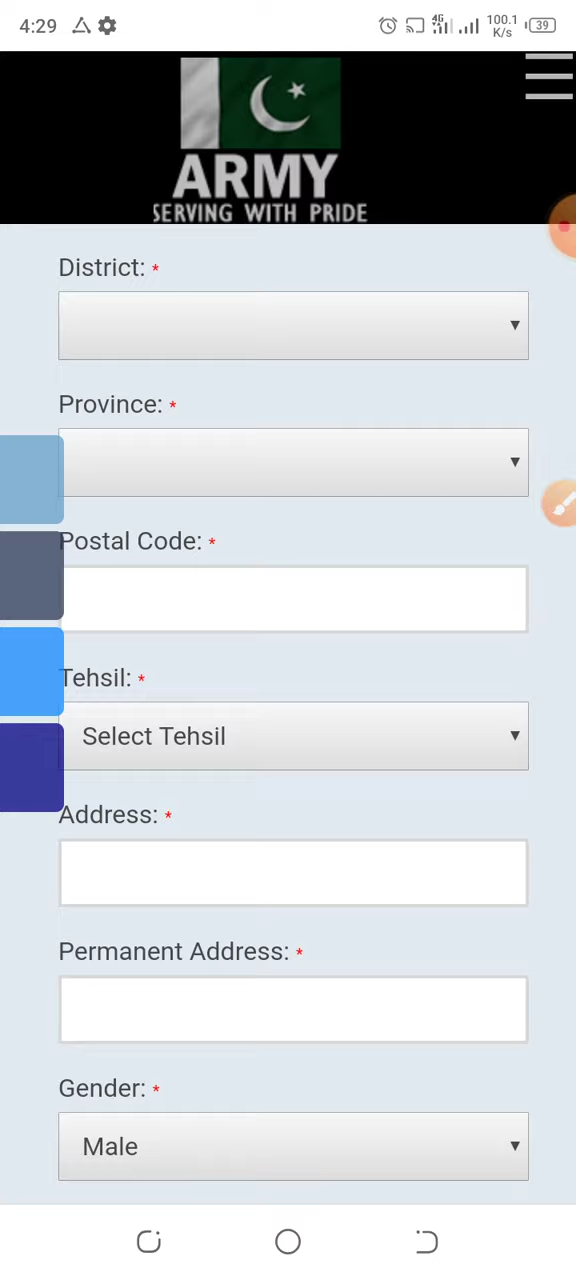 4:29
4G
100.1
K/s
39
ARMY
SERVING WITH PRIDE
District: *
Province: *
Postal Code: *
Tehsil: *
Select Tehsil
Address: *
Permanent Address: *
Gender: *
Male